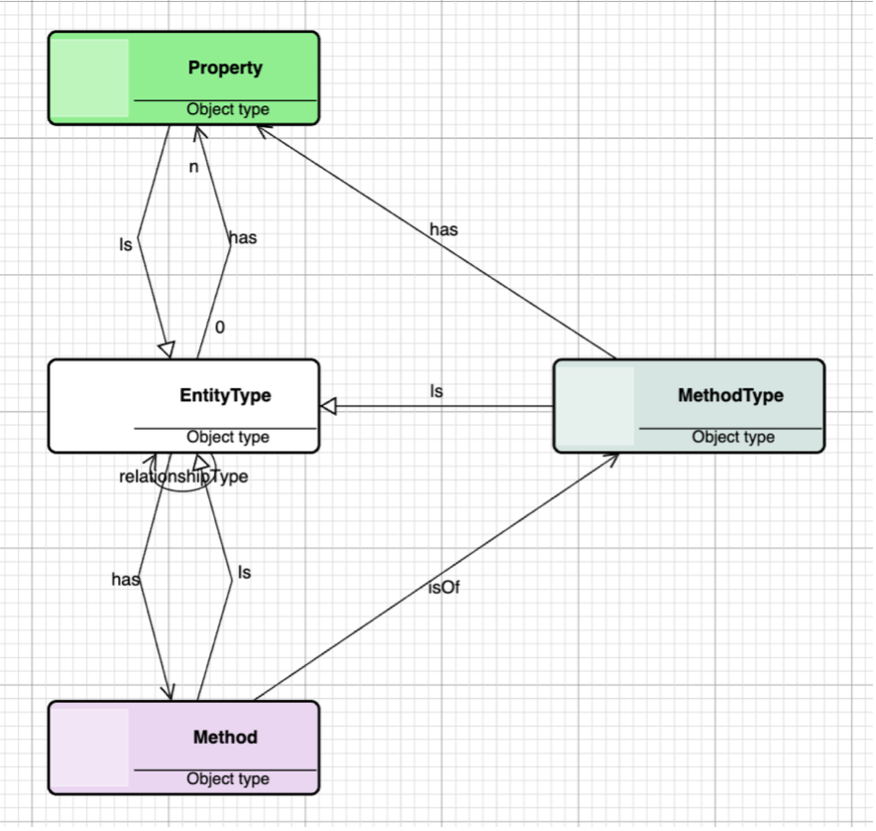 Property
Object type
n
has
Is
has
0
EntityType
Object type
Is
MethodType
Object type
relationshipType
has
Is
isOf
Method
Object type